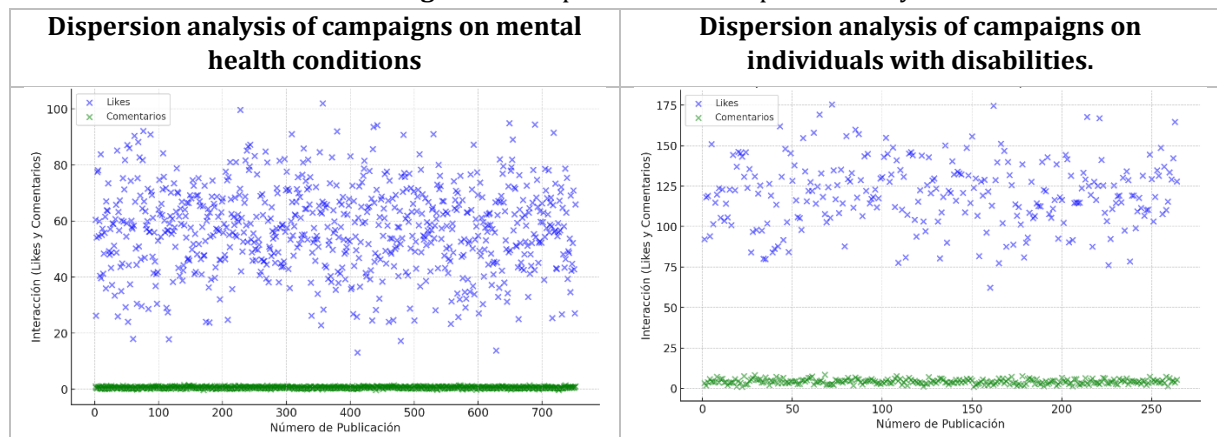 Dispersion analysis of campaigns on mental
health conditions
Dispersion analysis of campaigns on
individuals with disabilities.
Likes
Comentarios
Interacción (Likes y Comentarios)
100
80
60
40
20
0
0 100 200 300 400 500 600 700
Número de Publicación
Likes
Comentarios
Interacción (Likes y Comentarios)
175
150
125
100
75
50
25
0
0 50 100 150 200 250
Número de Publicación